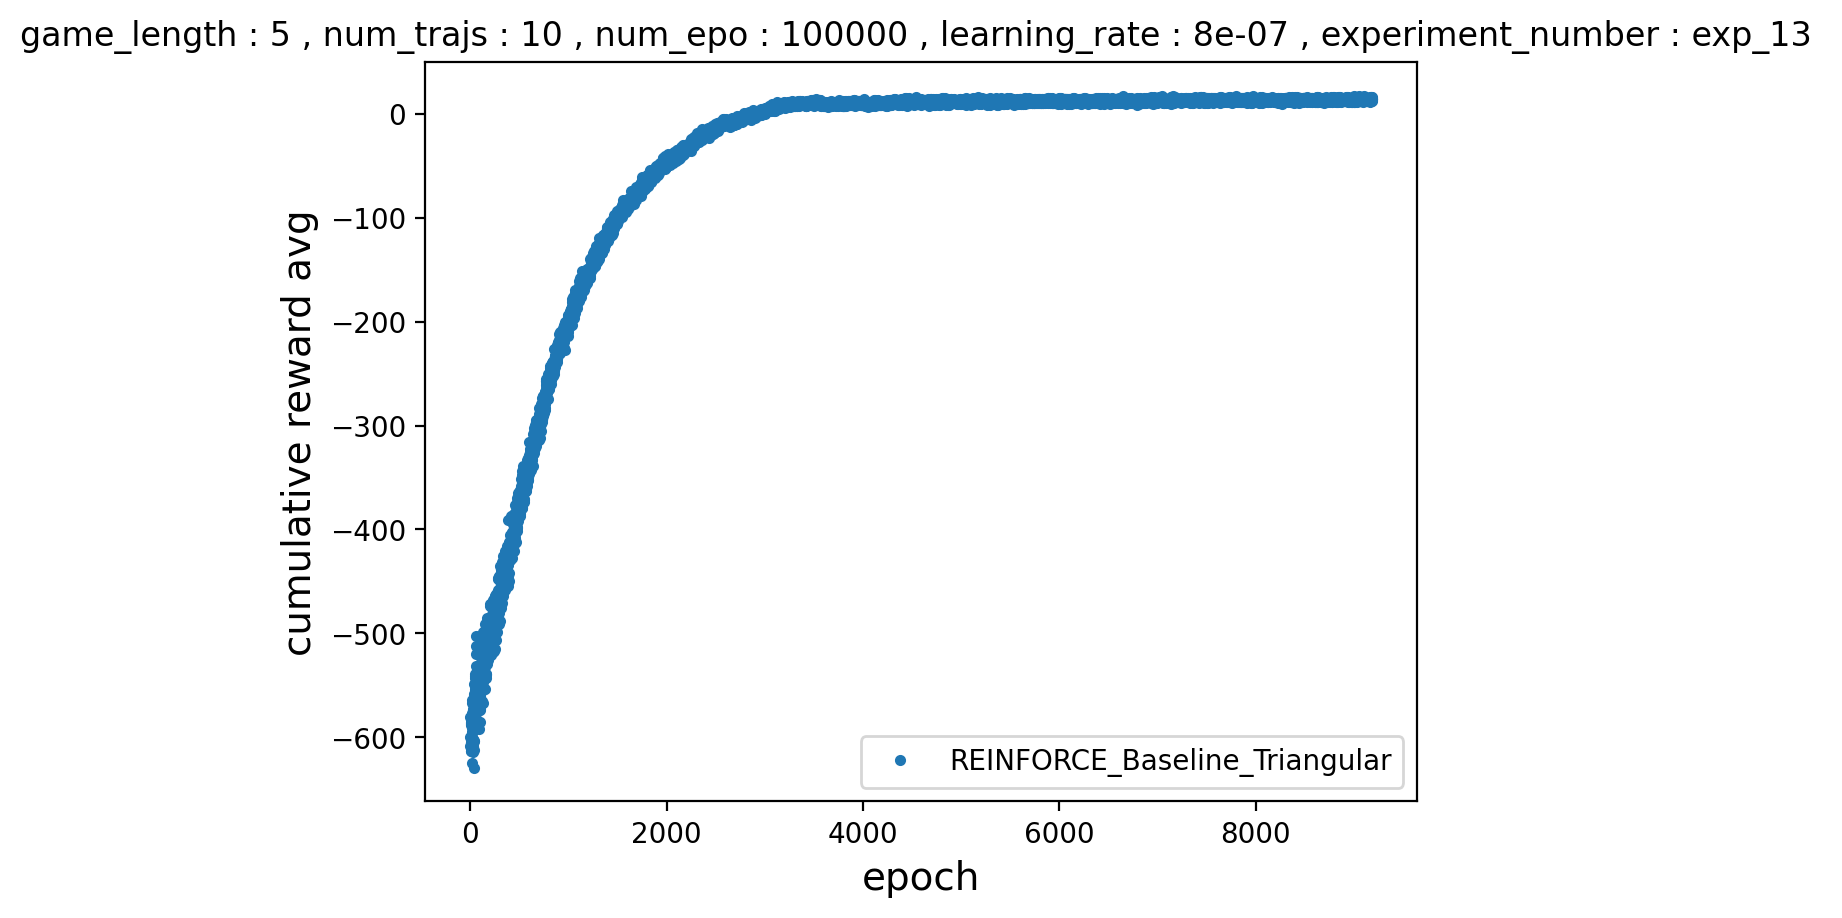 game_length : 5 , num_trajs : 10 , num_epo : 100000 , learning_rate : 8e-07 , experiment_number : exp_13
0
−100
−200
−300
−400
−500
−600
cumulative reward avg
REINFORCE_Baseline_Triangular
0 2000 4000 6000 8000
epoch